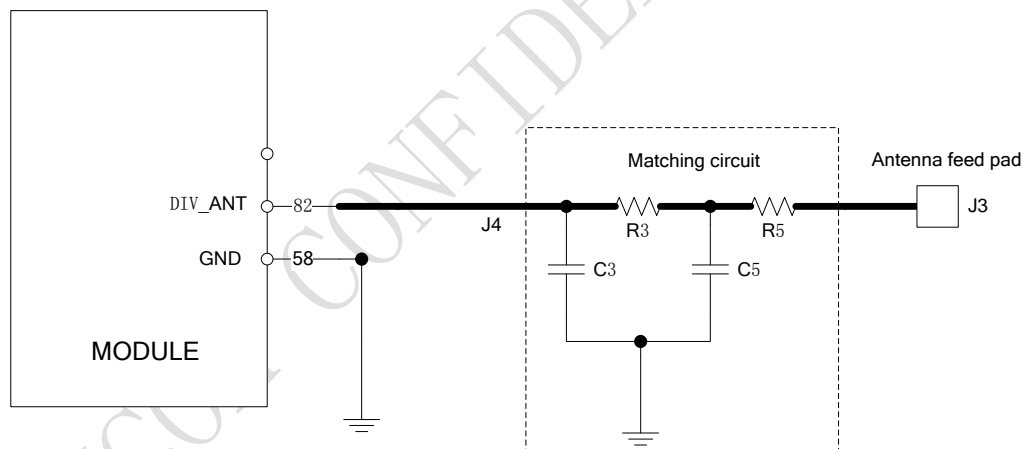 Matching circuit
Antenna feed pad
DIV_ANT
82
J4
R3
R5
J3
GND
58
C3
C5
MODULE